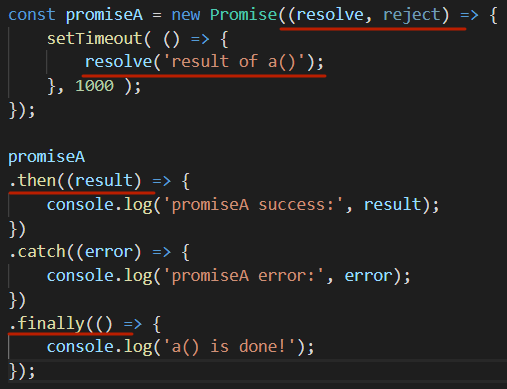 const promiseA = new Promise((resolve, reject) => {
    setTimeout( () => {
        resolve('result of a()');
    }, 1000 );
});

promiseA
.then((result) => {
    console.log('promiseA success:', result);
})
.catch((error) => {
    console.log('promiseA error:', error);
})
.finally(() => {
    console.log('a() is done!');
});